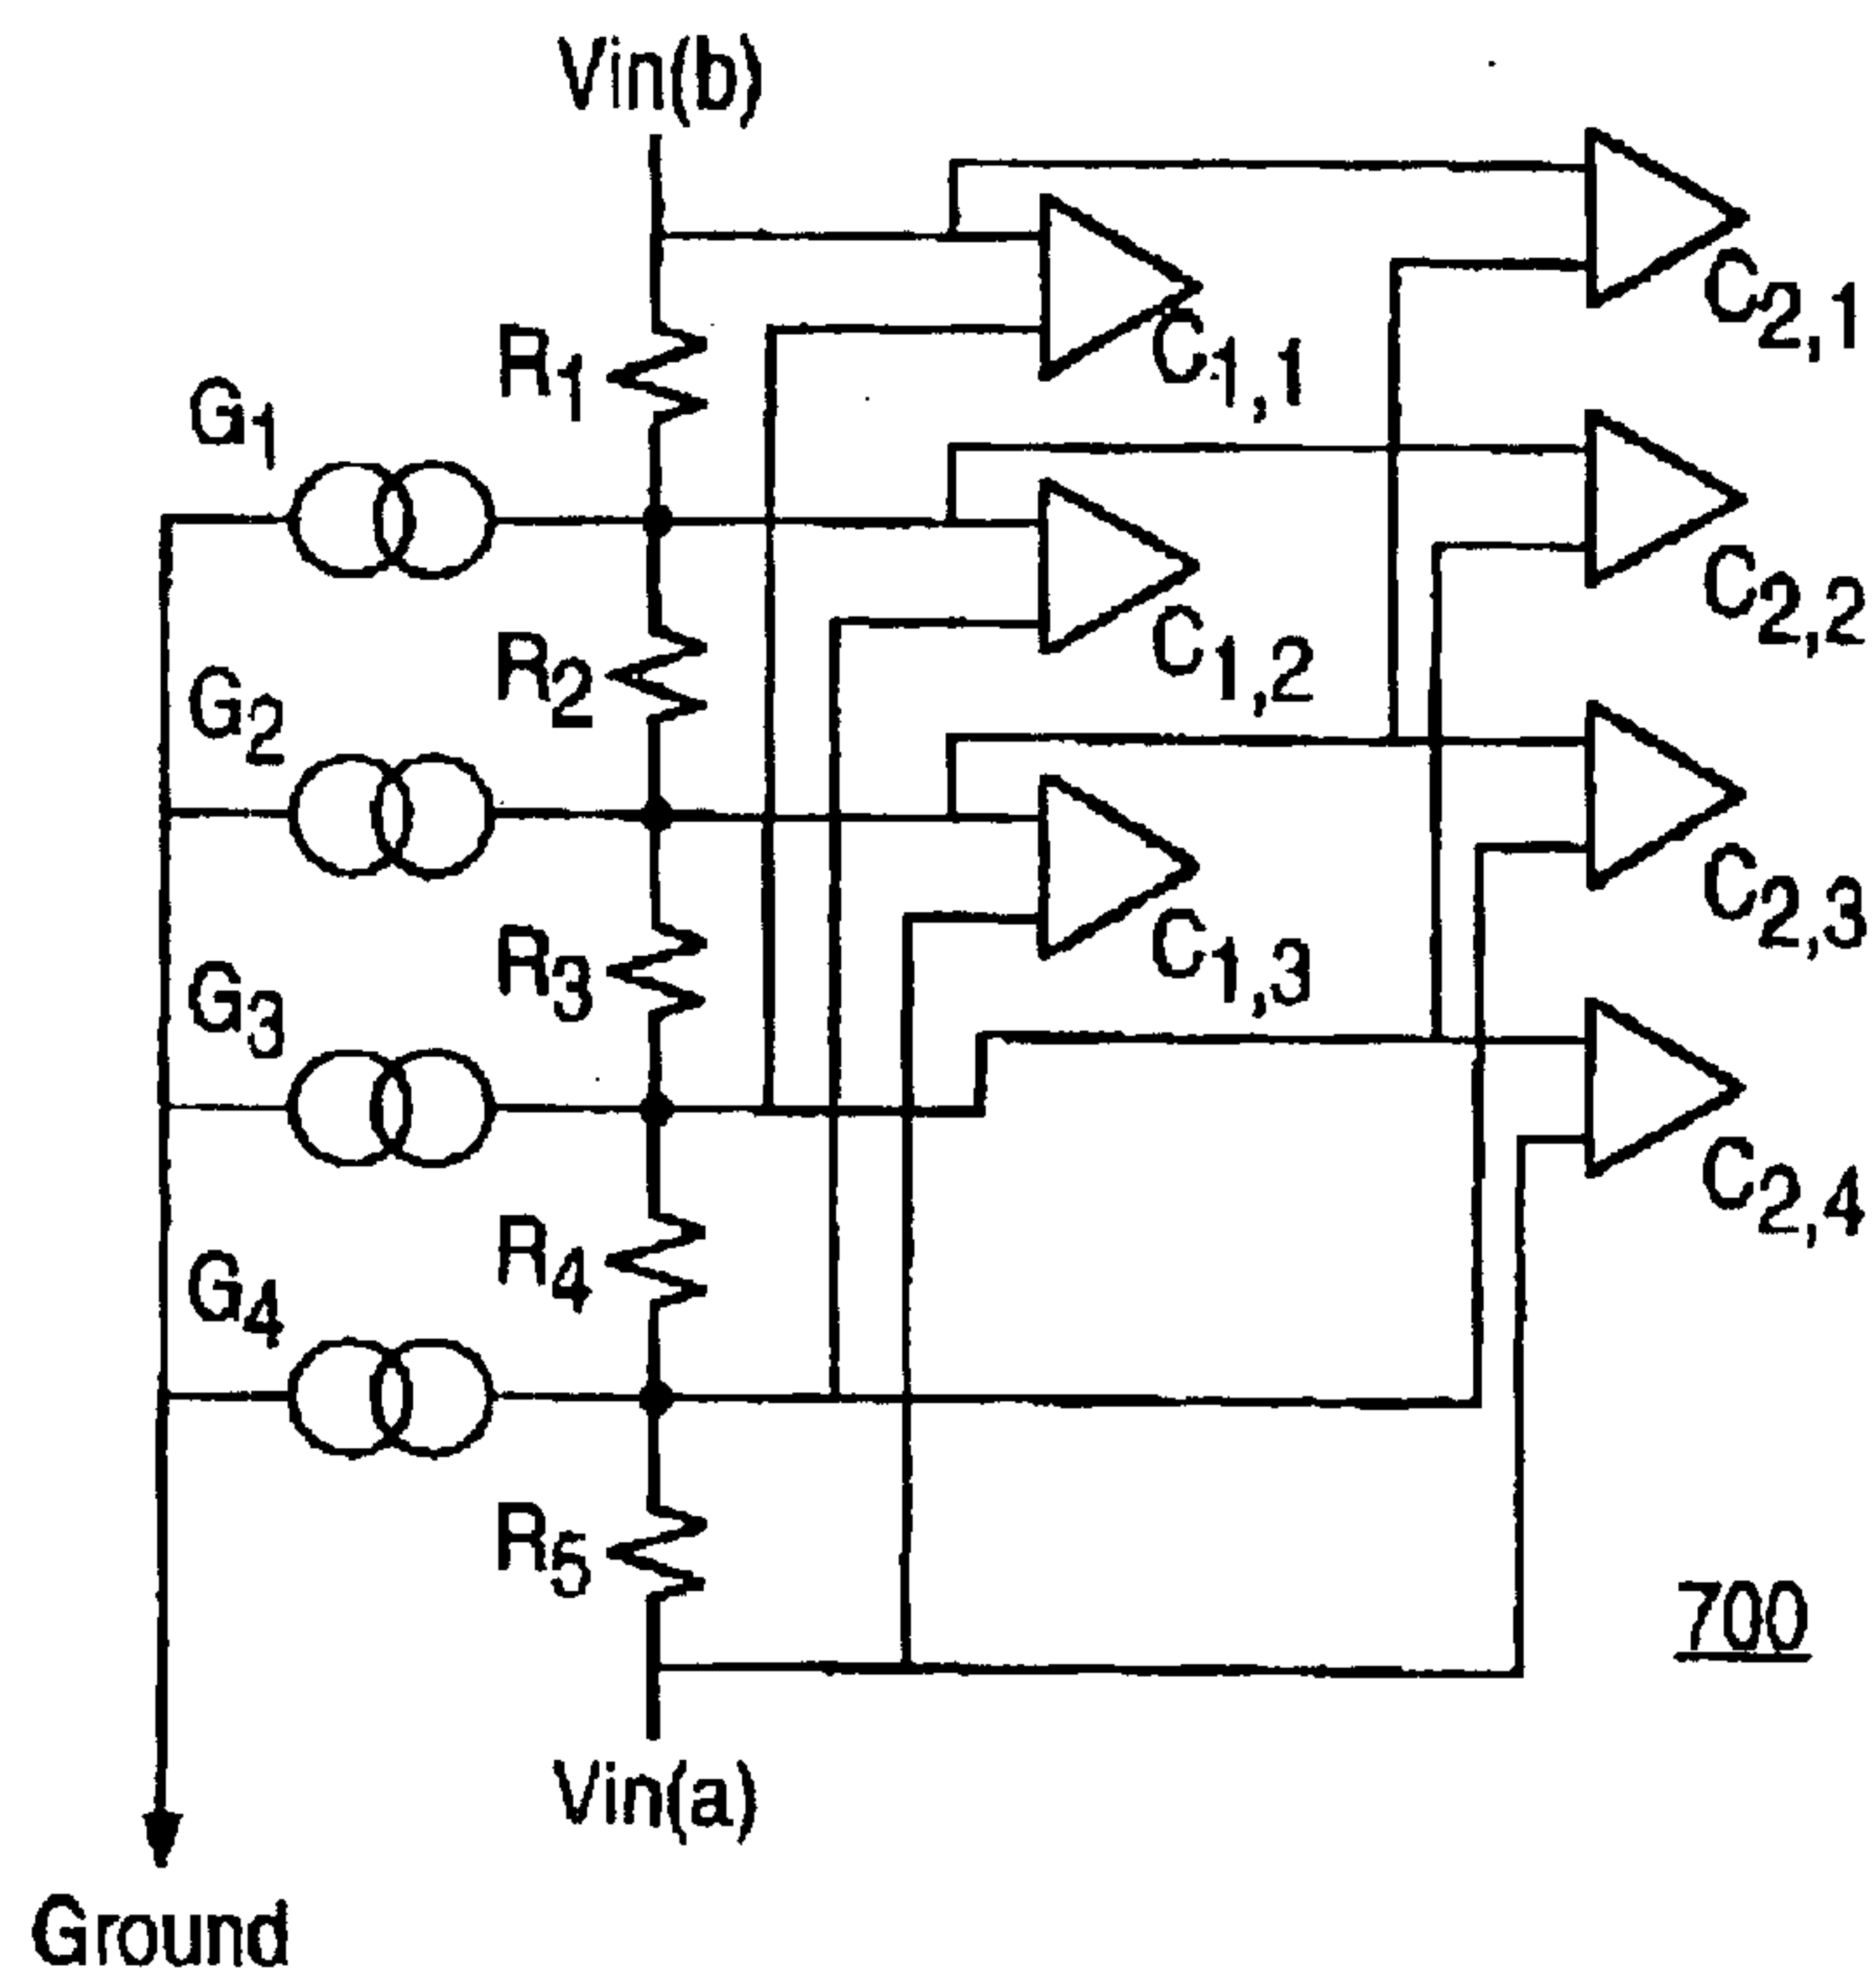 Vin(b)
C2,1
R1
C1,1
G1
C2,2
R2
C1,2
G2
C2,3
R3
C1,3
G3
C2,4
R4
G4
R5
700
Vin(a)
Ground